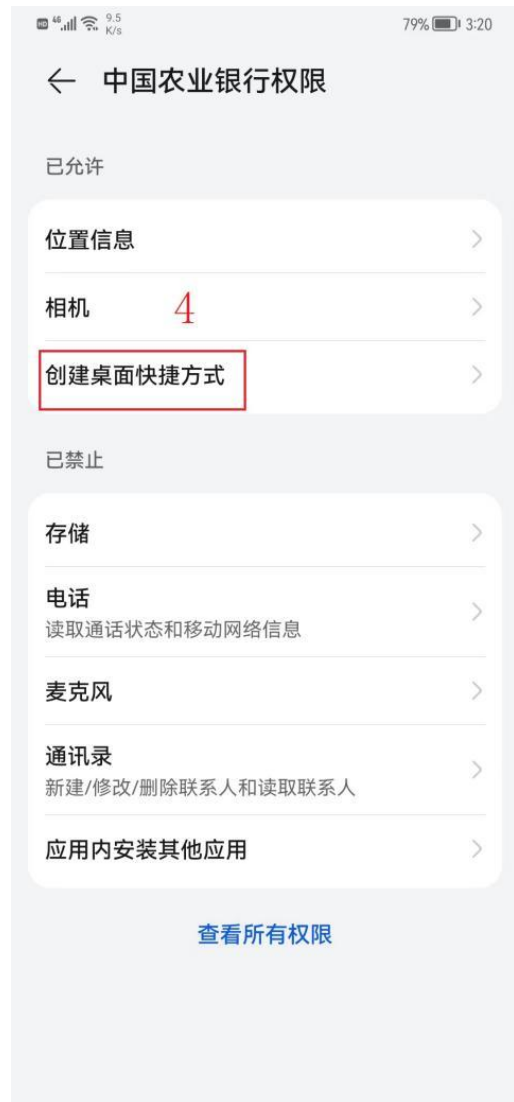 HD 46 9.5 K/s 79% 3:20
中国农业银行权限
已允许
位置信息
相机 4
创建桌面快捷方式
已禁止
存储
电话
读取通话状态和移动网络信息
麦克风
通讯录
新建/修改/删除联系人和读取联系人
应用内安装其他应用
查看所有权限